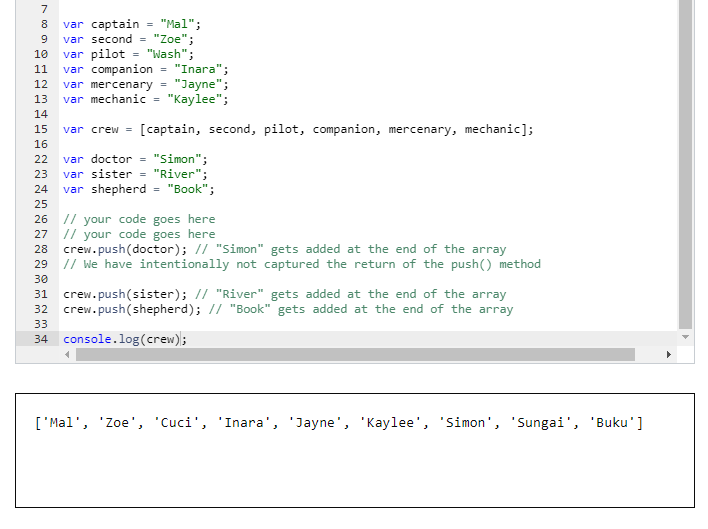 7
8 var captain = "Mal";
9 var second = "Zoe";
10 var pilot = "Wash";
11 var companion = "Inara";
12 var mercenary = "Jayne";
13 var mechanic = "Kaylee";
14
15 var crew = [captain, second, pilot, companion, mercenary, mechanic];
16
22 var doctor = "Simon";
23 var sister = "River";
24 var shepherd = "Book";
25
26 // your code goes here
27 // your code goes here
28 crew.push(doctor); // "Simon" gets added at the end of the array
29 // We have intentionally not captured the return of the push() method
30
31 crew.push(sister); // "River" gets added at the end of the array
32 crew.push(shepherd); // "Book" gets added at the end of the array
33
34 console.log(crew);
['Mal', 'Zoe', 'Cuci', 'Inara', 'Jayne', 'Kaylee', 'Simon', 'Sungai', 'Buku']